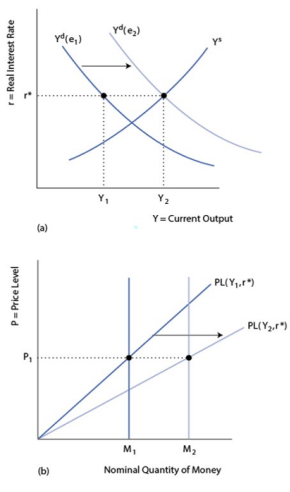 Yᵈ(e₁)
Yᵈ(e₂)
Yˢ
r = Real Interest Rate
r*
Y₁
Y₂
Y = Current Output
(a)
P = Price Level
PL(Y₁,r*)
PL(Y₂,r*)
P₁
M₁
M₂
(b)
Nominal Quantity of Money